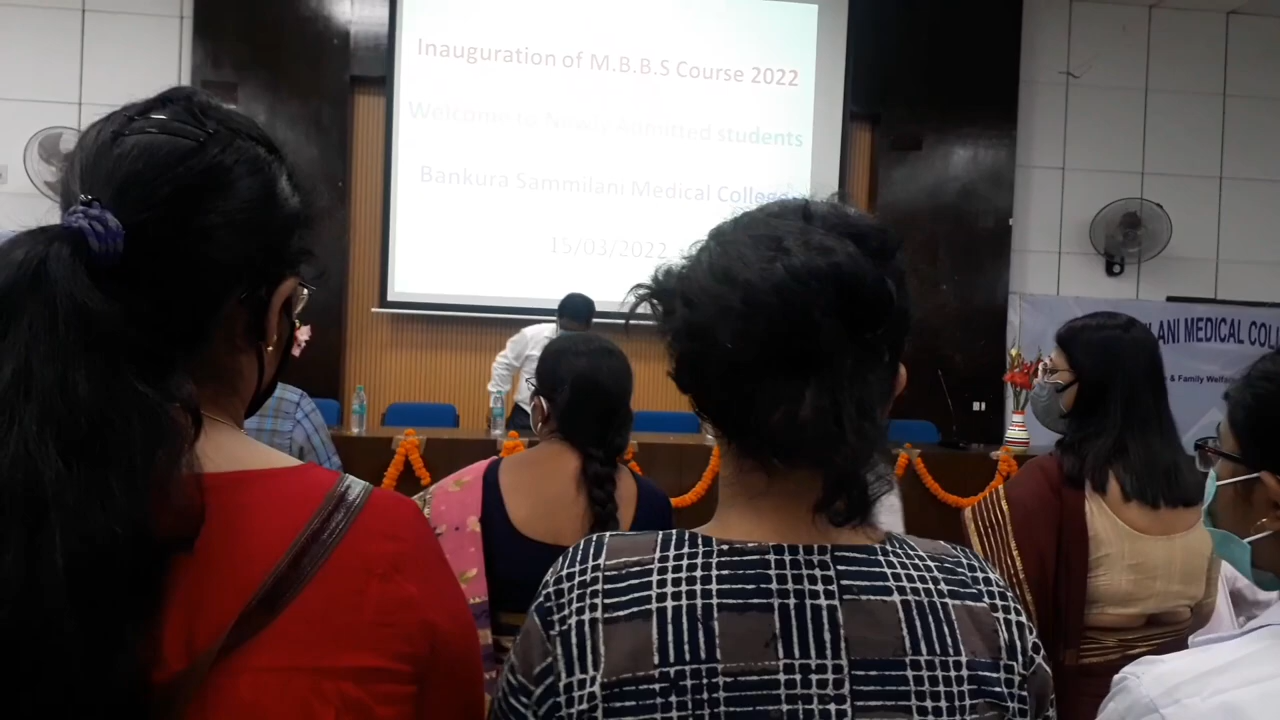 Inauguration of M.B.B.S Course 2022
Welcome to Newly Admitted students
Bankura Sammilani Medical College
15/03/2022
LANI MEDICAL COLL
& Family Welfa